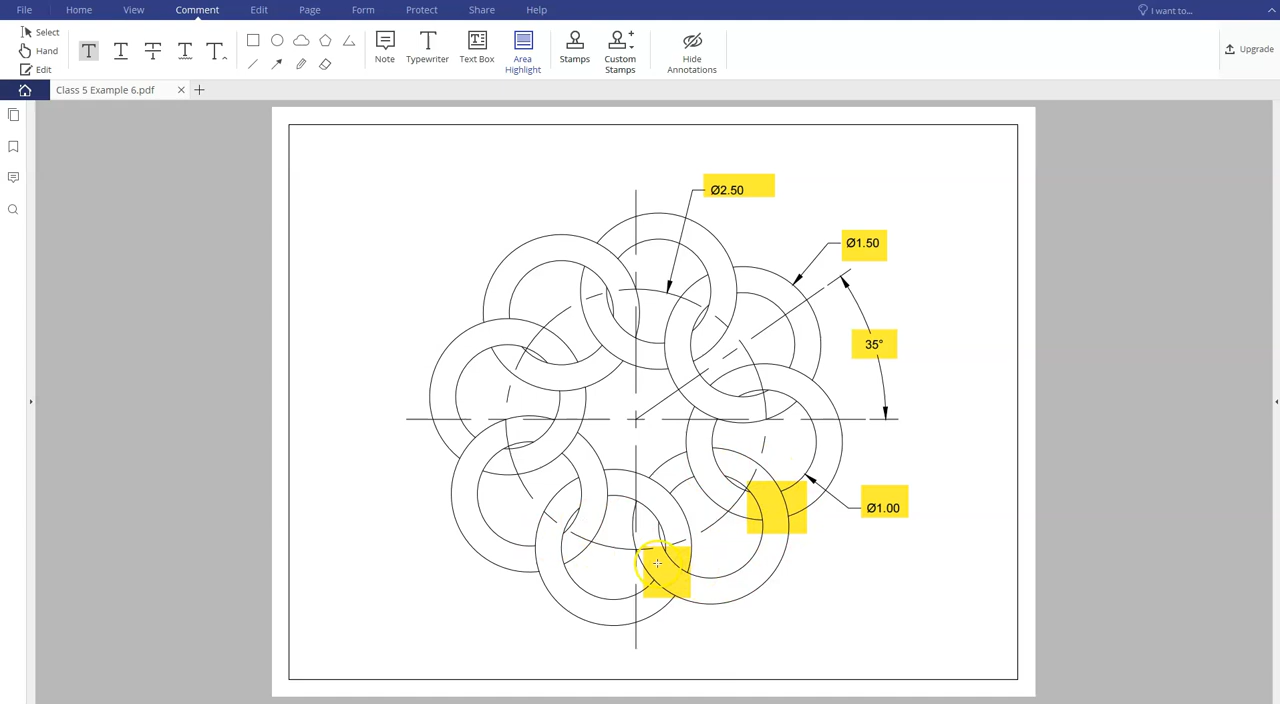 File Home View Comment Edit Page Form Protect Share Help I want to...
Select
Hand
Edit
T T T T T
Note Typewriter Text Box Area Highlight Stamps Custom Stamps Hide Annotations
Upgrade
Class 5 Example 6.pdf
Ø2.50
Ø1.50
35°
Ø1.00